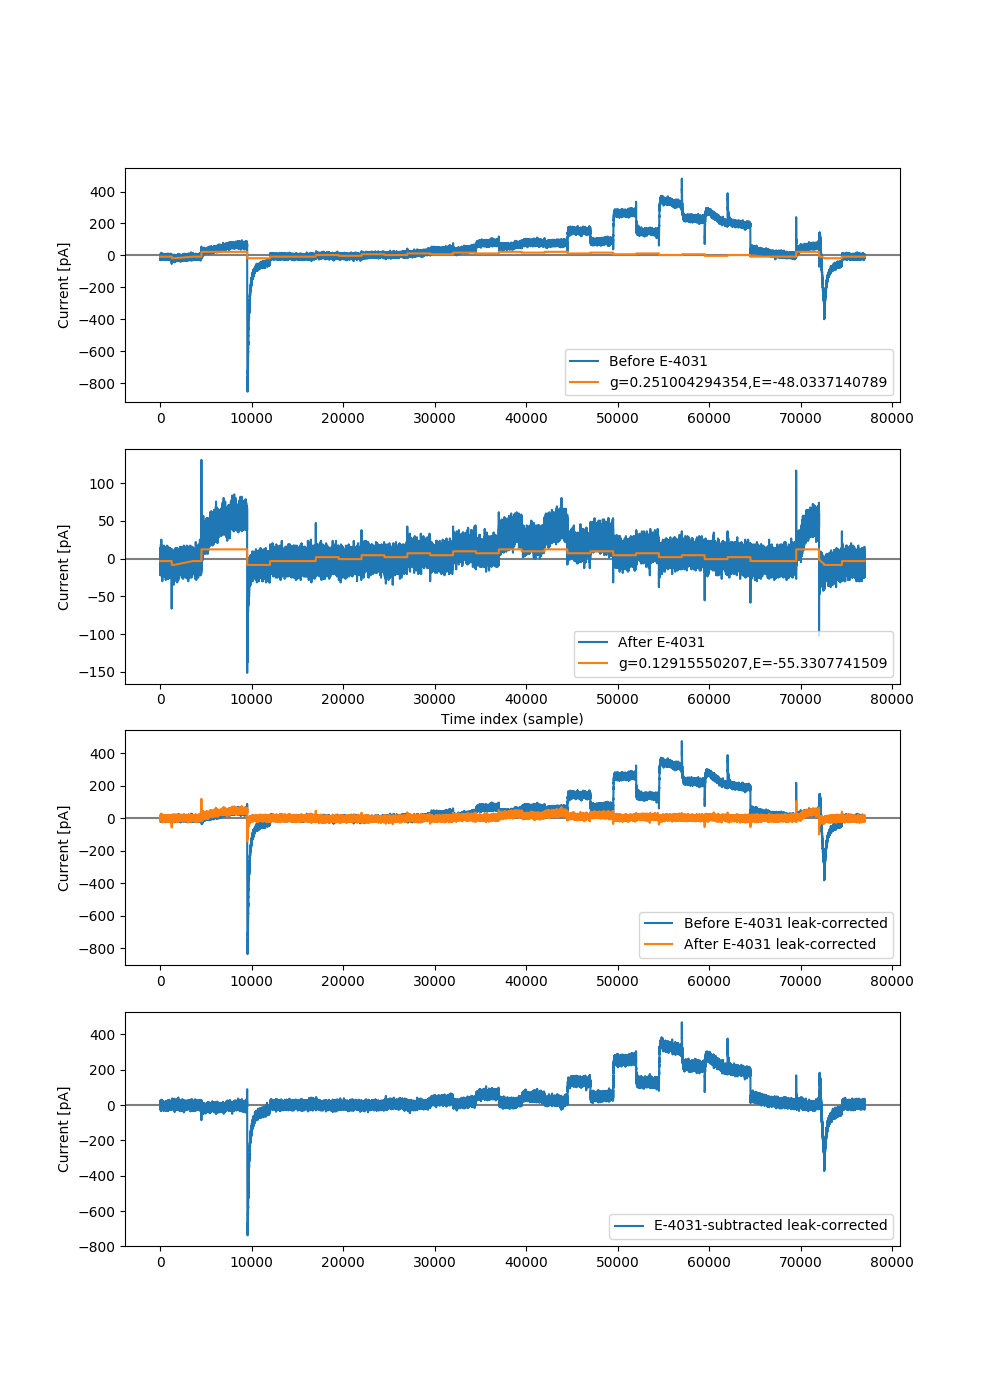 400
200
0
−200
−400
−600
−800
Current [pA]
Before E-4031
g=0.251004294354,E=-48.0337140789
0 10000 20000 30000 40000 50000 60000 70000 80000
100
50
0
−50
−100
−150
Current [pA]
After E-4031
g=0.12915550207,E=-55.3307741509
0 10000 20000 30000 40000 50000 60000 70000 80000
Time index (sample)
400
200
0
−200
−400
−600
−800
Current [pA]
Before E-4031 leak-corrected
After E-4031 leak-corrected
0 10000 20000 30000 40000 50000 60000 70000 80000
400
200
0
−200
−400
−600
−800
Current [pA]
E-4031-subtracted leak-corrected
0 10000 20000 30000 40000 50000 60000 70000 80000